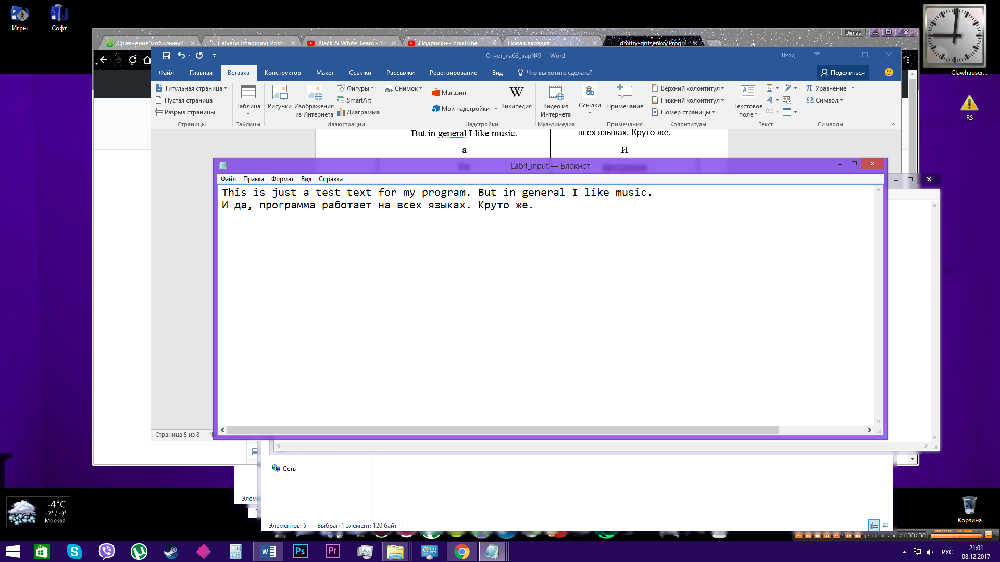 Игры
Софт
Сравнение мобильных
Calvary: Imagining Posts
Black & White Team - Yo
Подписки - YouTube
Новая вкладка
dmitry-gritsenko/Progra
Dimas
Clawhauser...
RS
Отчет_лаб3_вар№9 - Word
Вход
Файл
Главная
Вставка
Конструктор
Макет
Ссылки
Рассылки
Рецензирование
Вид
Что вы хотите сделать?
Поделиться
Титульная страница
Пустая страница
Разрыв страницы
Страницы
Таблица
Таблицы
Рисунки
Изображения
из Интернета
Фигуры
SmartArt
Диаграмма
Снимок
Иллюстрации
Магазин
Мои надстройки
W
Википедия
Надстройки
Видео из
Интернета
Мультимедиа
Ссылки
Примечание
Примечания
Верхний колонтитул
Нижний колонтитул
Номер страницы
Колонтитулы
Текстовое
поле
Текст
Уравнение
Символ
Символы
But in general I like music.
всех языках. Круто же.
а
И
Lab4_input — Блокнот
Файл
Правка
Формат
Вид
Справка
This is just a test text for my program. But in general I like music.
И да, программа работает на всех языках. Круто же.
Страница 5 из 8
Сеть
Элем
Элементов: 5
Выбран 1 элемент: 120 байт
-4°C
-7° / -3°
Москва
Корзина
Ps
Pr
РУС
21:01
08.12.2017